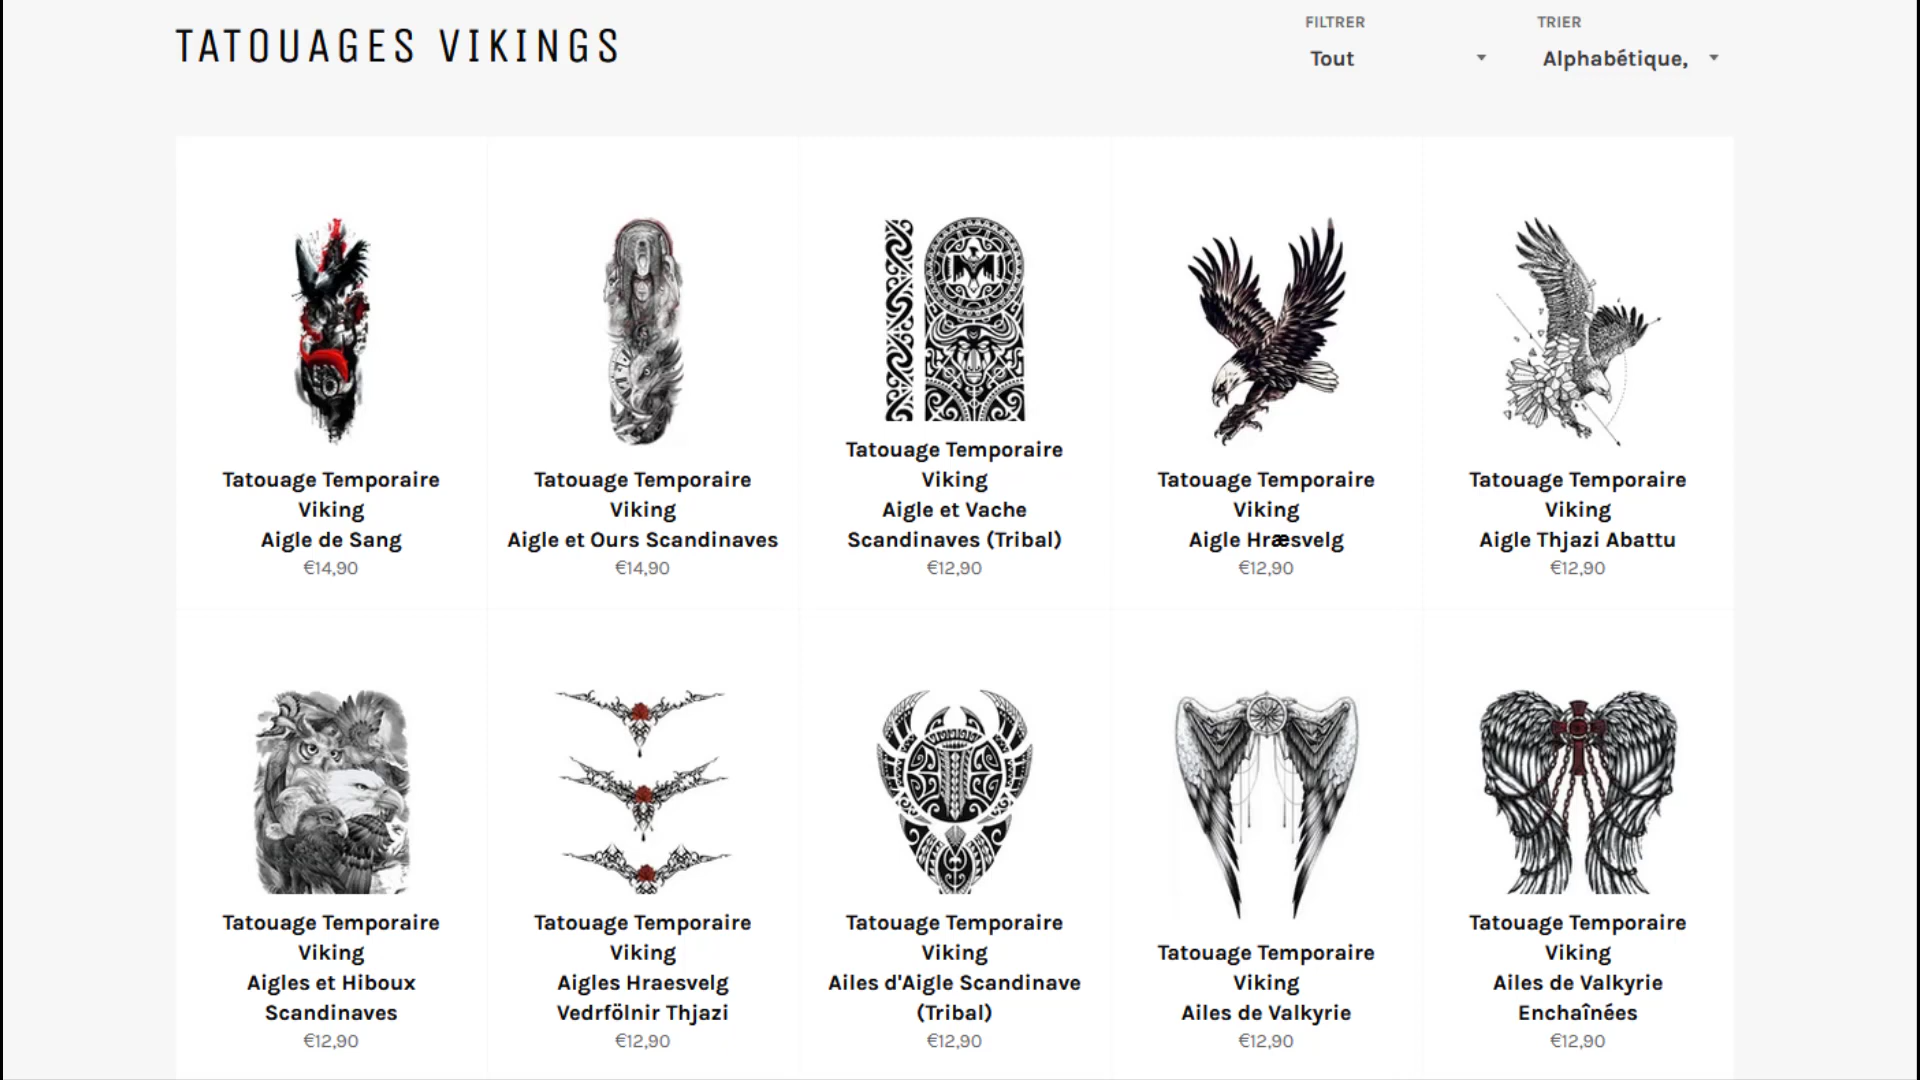 TATOUAGES VIKINGS
FILTRER
Tout
TRIER
Alphabétique,
Tatouage Temporaire
Viking
Aigle de Sang
€14,90
Tatouage Temporaire
Viking
Aigle et Ours Scandinaves
€14,90
Tatouage Temporaire
Viking
Aigle et Vache
Scandinaves (Tribal)
€12,90
Tatouage Temporaire
Viking
Aigle Hræsvelg
€12,90
Tatouage Temporaire
Viking
Aigle Thjazi Abattu
€12,90
Tatouage Temporaire
Viking
Aigles et Hiboux
Scandinaves
€12,90
Tatouage Temporaire
Viking
Aigles Hraesvelg
Vedrfölnir Thjazi
€12,90
Tatouage Temporaire
Viking
Ailes d'Aigle Scandinave
(Tribal)
€12,90
Tatouage Temporaire
Viking
Ailes de Valkyrie
€12,90
Tatouage Temporaire
Viking
Ailes de Valkyrie
Enchaînées
€12,90